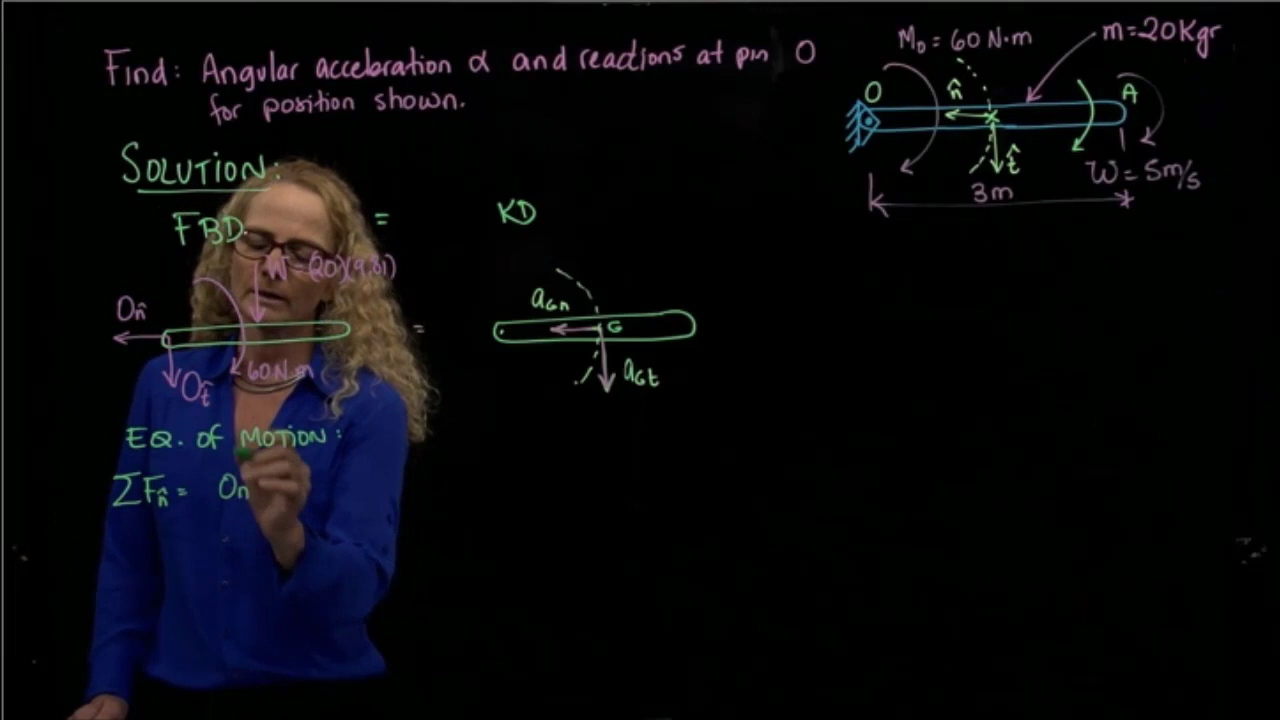 Find: Angular acceleration α and reactions at pin O
for position shown.
M₀ = 60 N·m
m=20Kgr
O
n̂
A
t̂
ω = 5m/s
3m
SOLUTION:
FBD = KD
W = (20)(9.81)
On̂
60 N.m
Ot̂
=
aGn
G
aGt
EQ. of MOTION:
ΣFn̂ = On